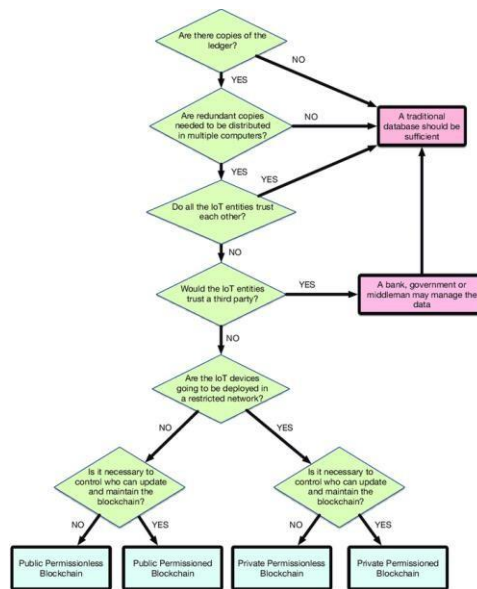 Are there copies of the
ledger?
NO
YES
Are redundant copies
needed to be distributed
in multiple computers?
NO
A traditional
database should be
sufficient
YES
YES
Do all the IoT entities trust
each other?
NO
Would the IoT entities
trust a third party?
YES
A bank, government or
middleman may manage the
data
NO
Are the IoT devices
going to be deployed in
a restricted network?
NO
YES
Is it necessary to
control who can update
and maintain the
blockchain?
Is it necessary to
control who can update
and maintain the
blockchain?
NO
YES
NO
YES
Public Permissionless
Blockchain
Public Permissioned
Blockchain
Private Permissionless
Blockchain
Private Permissioned
Blockchain